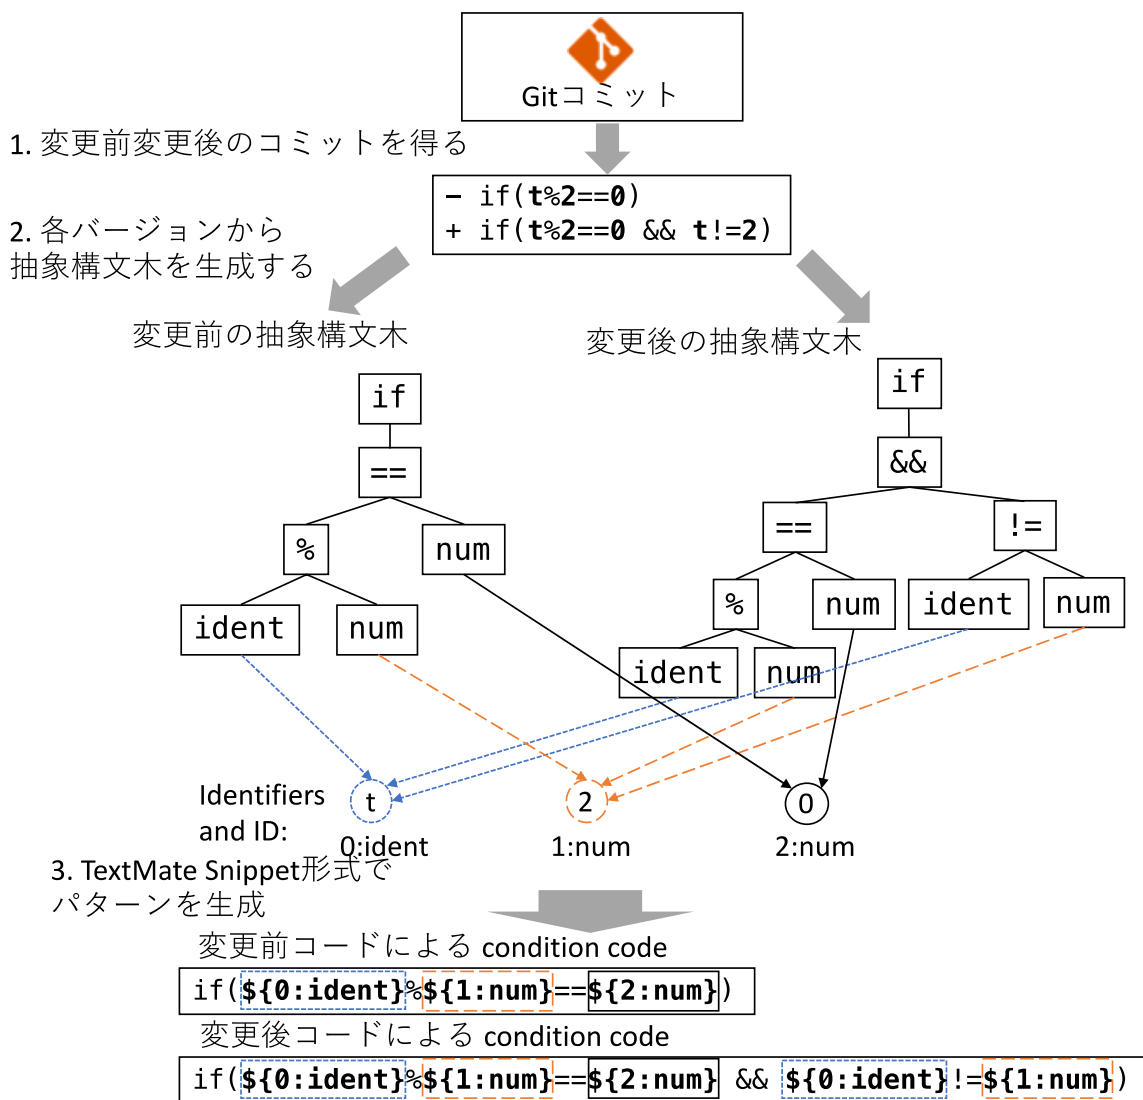 Gitコミット
1. 変更前変更後のコミットを得る
− if(t%2==0)
+ if(t%2==0 && t!=2)
2. 各バージョンから
抽象構文木を生成する
変更前の抽象構文木
変更後の抽象構文木
if
==
%
num
ident
num
if
&&
==
!=
%
num
ident
num
ident
num
Identifiers
and ID:
t
2
0
0:ident
1:num
2:num
3. TextMate Snippet形式で
パターンを生成
変更前コードによる condition code
if(${0:ident}%${1:num}==${2:num})
変更後コードによる condition code
if(${0:ident}%${1:num}==${2:num} && ${0:ident}!=${1:num})